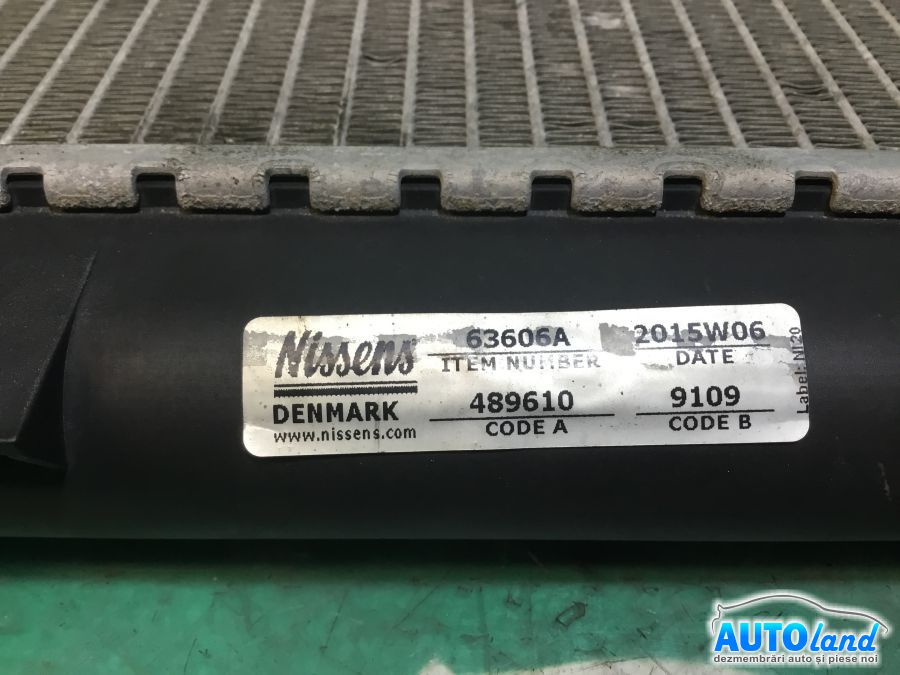 Nissens
DENMARK
www.nissens.com
63606A
ITEM NUMBER
489610
CODE A
2015W06
DATE
9109
CODE B
Label: NI20
AUTOland
dezmembrări auto și piese noi